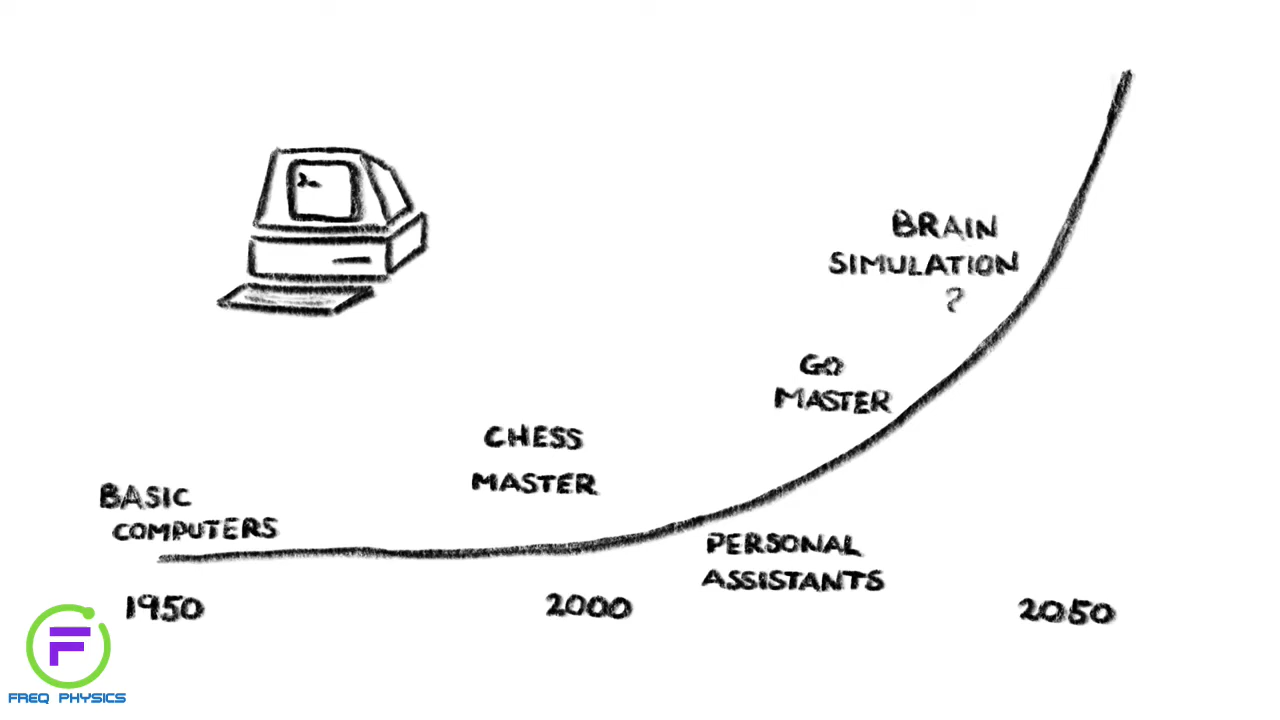 BRAIN
SIMULATION
?
GO
MASTER
CHESS
MASTER
BASIC
COMPUTERS
PERSONAL
ASSISTANTS
1950
2000
2050
F
FREQ PHYSICS